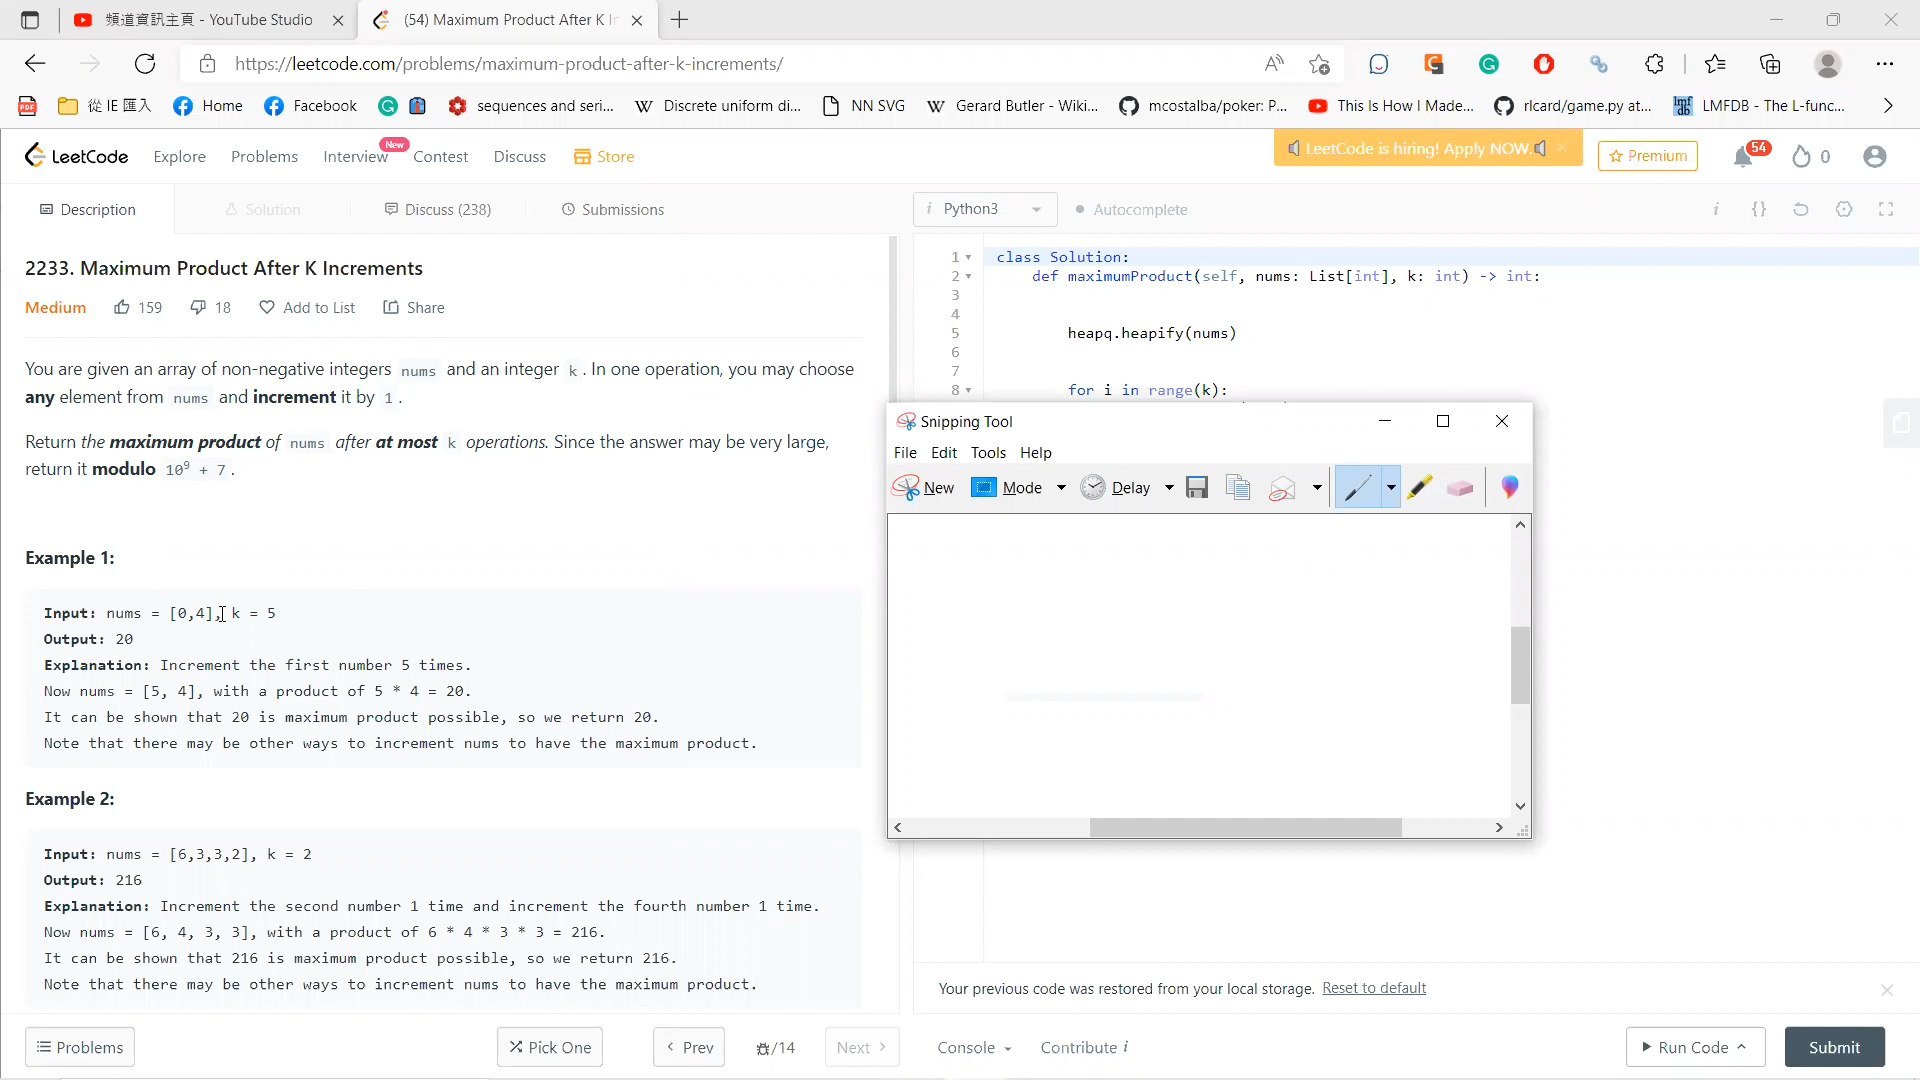 頻道資訊主頁 - YouTube Studio
(54) Maximum Product After K Ir
https://leetcode.com/problems/maximum-product-after-k-increments/
PDF
從 IE 匯入
Home
Facebook
sequences and seri...
Discrete uniform di...
NN SVG
Gerard Butler - Wiki...
mcostalba/poker: P...
This Is How I Made...
rlcard/game.py at...
lmf db
LMFDB - The L-func...
LeetCode
Explore
Problems
Interview
New
Contest
Discuss
Store
LeetCode is hiring! Apply NOW.
Premium
54
0
Description
Solution
Discuss (238)
Submissions
i Python3
Autocomplete
i {}
2233. Maximum Product After K Increments
Medium
159
18
Add to List
Share
You are given an array of non-negative integers nums and an integer k. In one operation, you may choose
any element from nums and increment it by 1.
Return the maximum product of nums after at most k operations. Since the answer may be very large,
return it modulo 10⁹ + 7.
Example 1:
Input: nums = [0,4], k = 5
Output: 20
Explanation: Increment the first number 5 times.
Now nums = [5, 4], with a product of 5 * 4 = 20.
It can be shown that 20 is maximum product possible, so we return 20.
Note that there may be other ways to increment nums to have the maximum product.
Example 2:
Input: nums = [6,3,3,2], k = 2
Output: 216
Explanation: Increment the second number 1 time and increment the fourth number 1 time.
Now nums = [6, 4, 3, 3], with a product of 6 * 4 * 3 * 3 = 216.
It can be shown that 216 is maximum product possible, so we return 216.
Note that there may be other ways to increment nums to have the maximum product.
1 class Solution:
2 def maximumProduct(self, nums: List[int], k: int) -> int:
3
4
5 heapq.heapify(nums)
6
7
8 for i in range(k):
Snipping Tool
File Edit Tools Help
New
Mode
Delay
Your previous code was restored from your local storage. Reset to default
Problems
Pick One
Prev
/14
Next
Console
Contribute i
Run Code
Submit